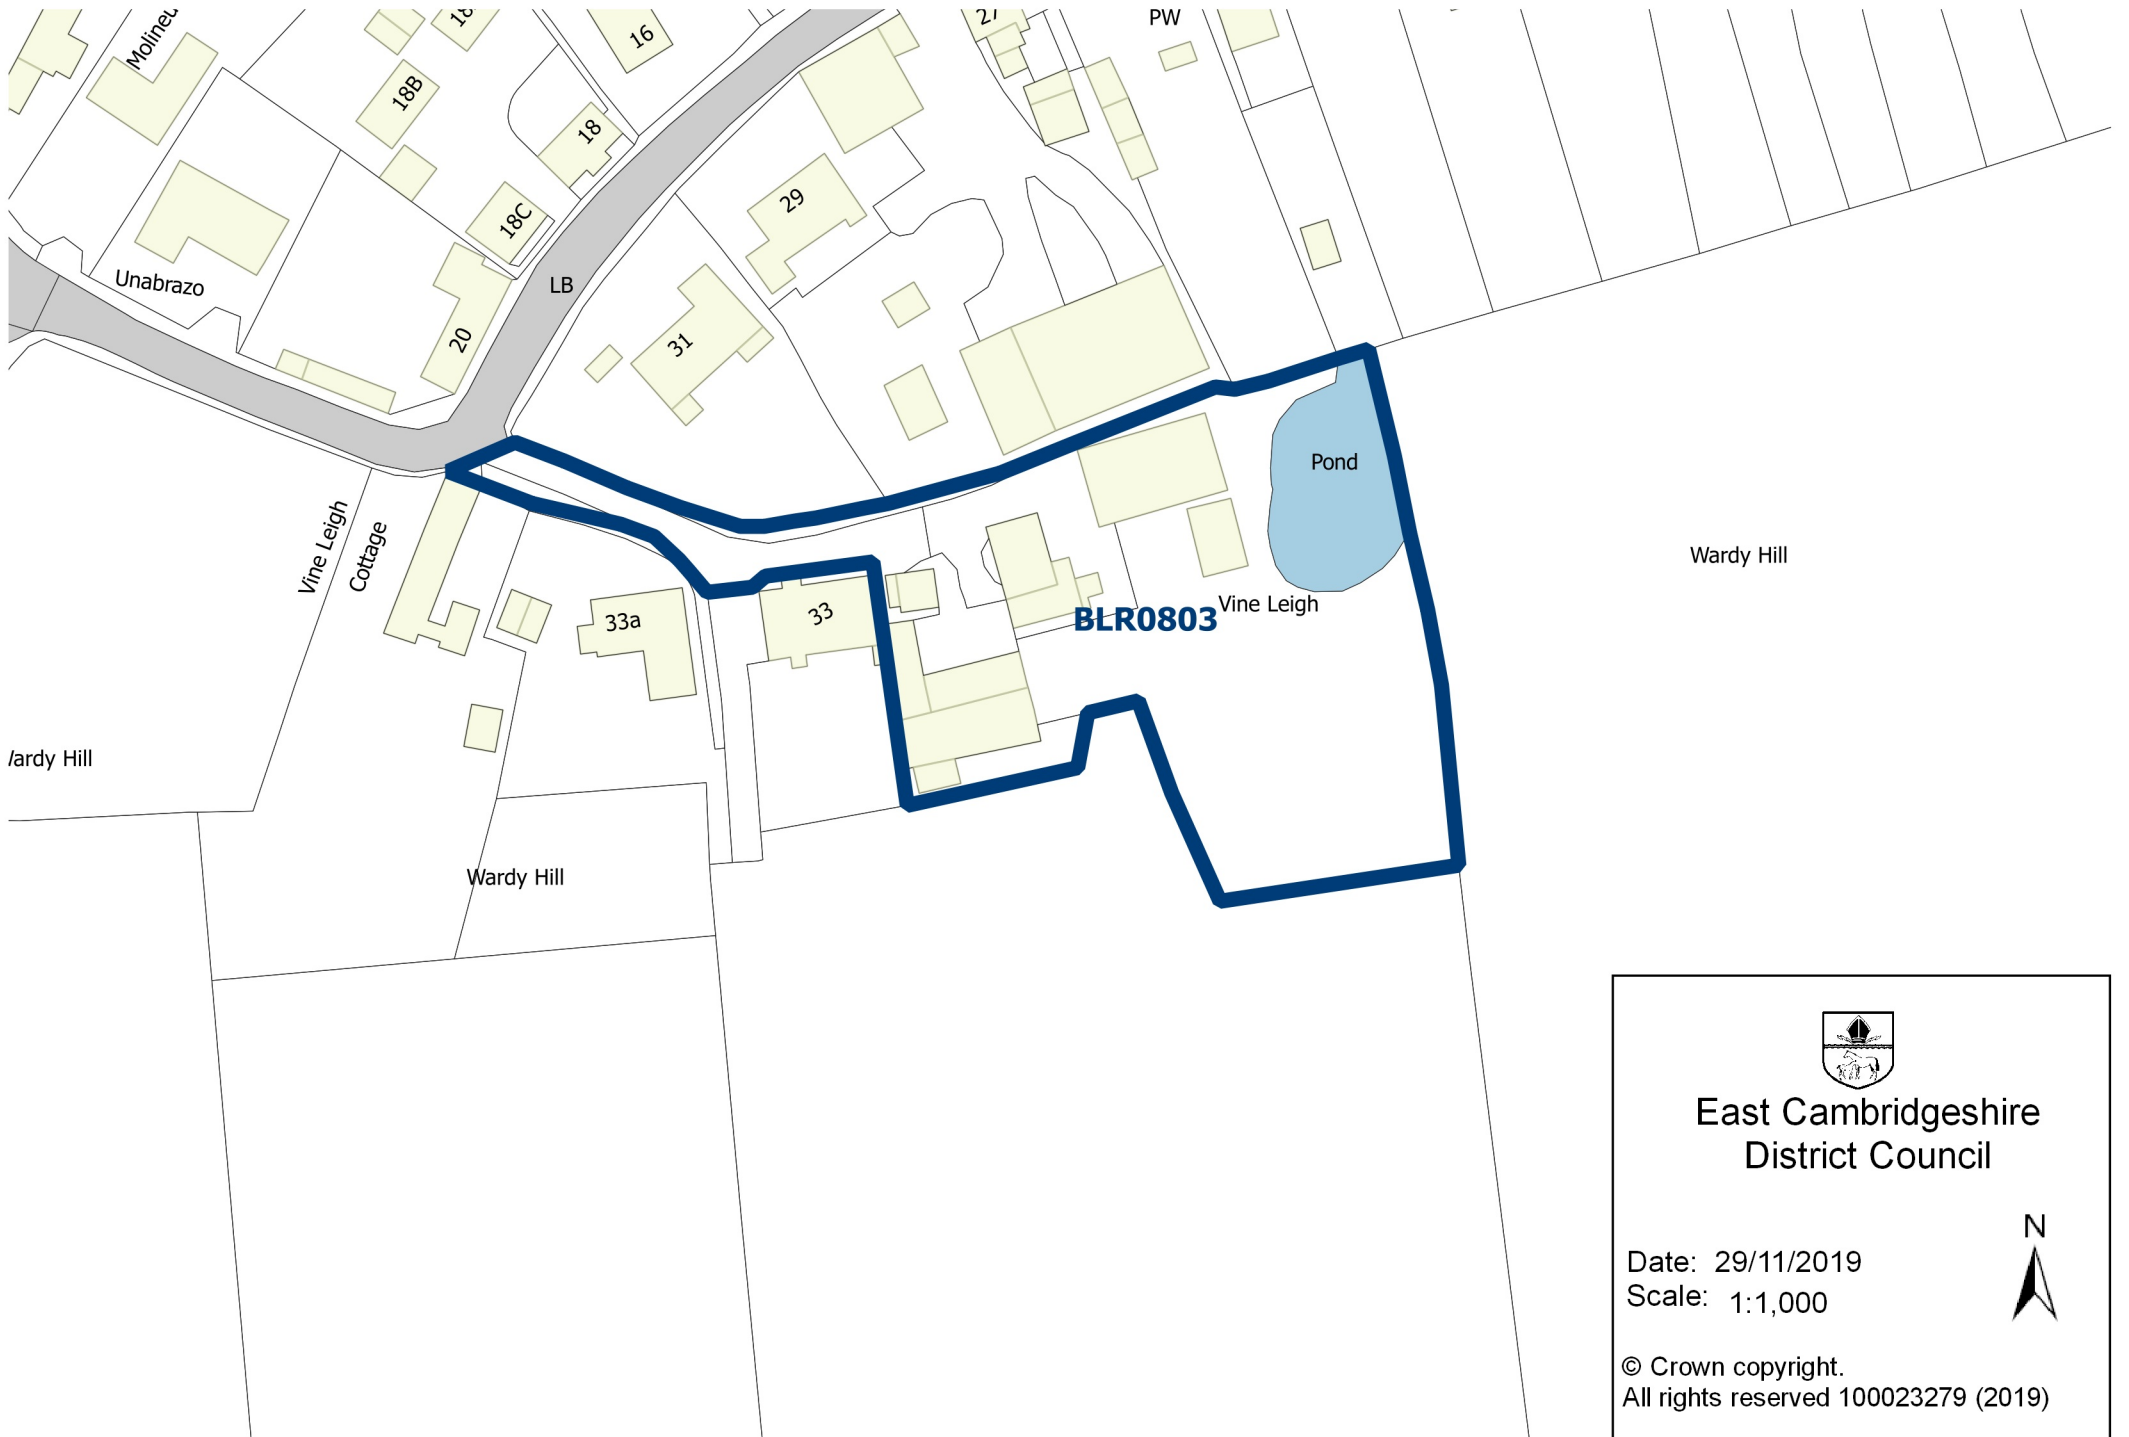 Molineu
18
16
27
PW
18B
18
29
18C
Unabrazo
LB
20
31
Pond
Vine Leigh
Cottage
Wardy Hill
33a
33
BLR0803
Vine Leigh
Wardy Hill
Wardy Hill
East Cambridgeshire
District Council
N
Date: 29/11/2019
Scale: 1:1,000
© Crown copyright.
All rights reserved 100023279 (2019)